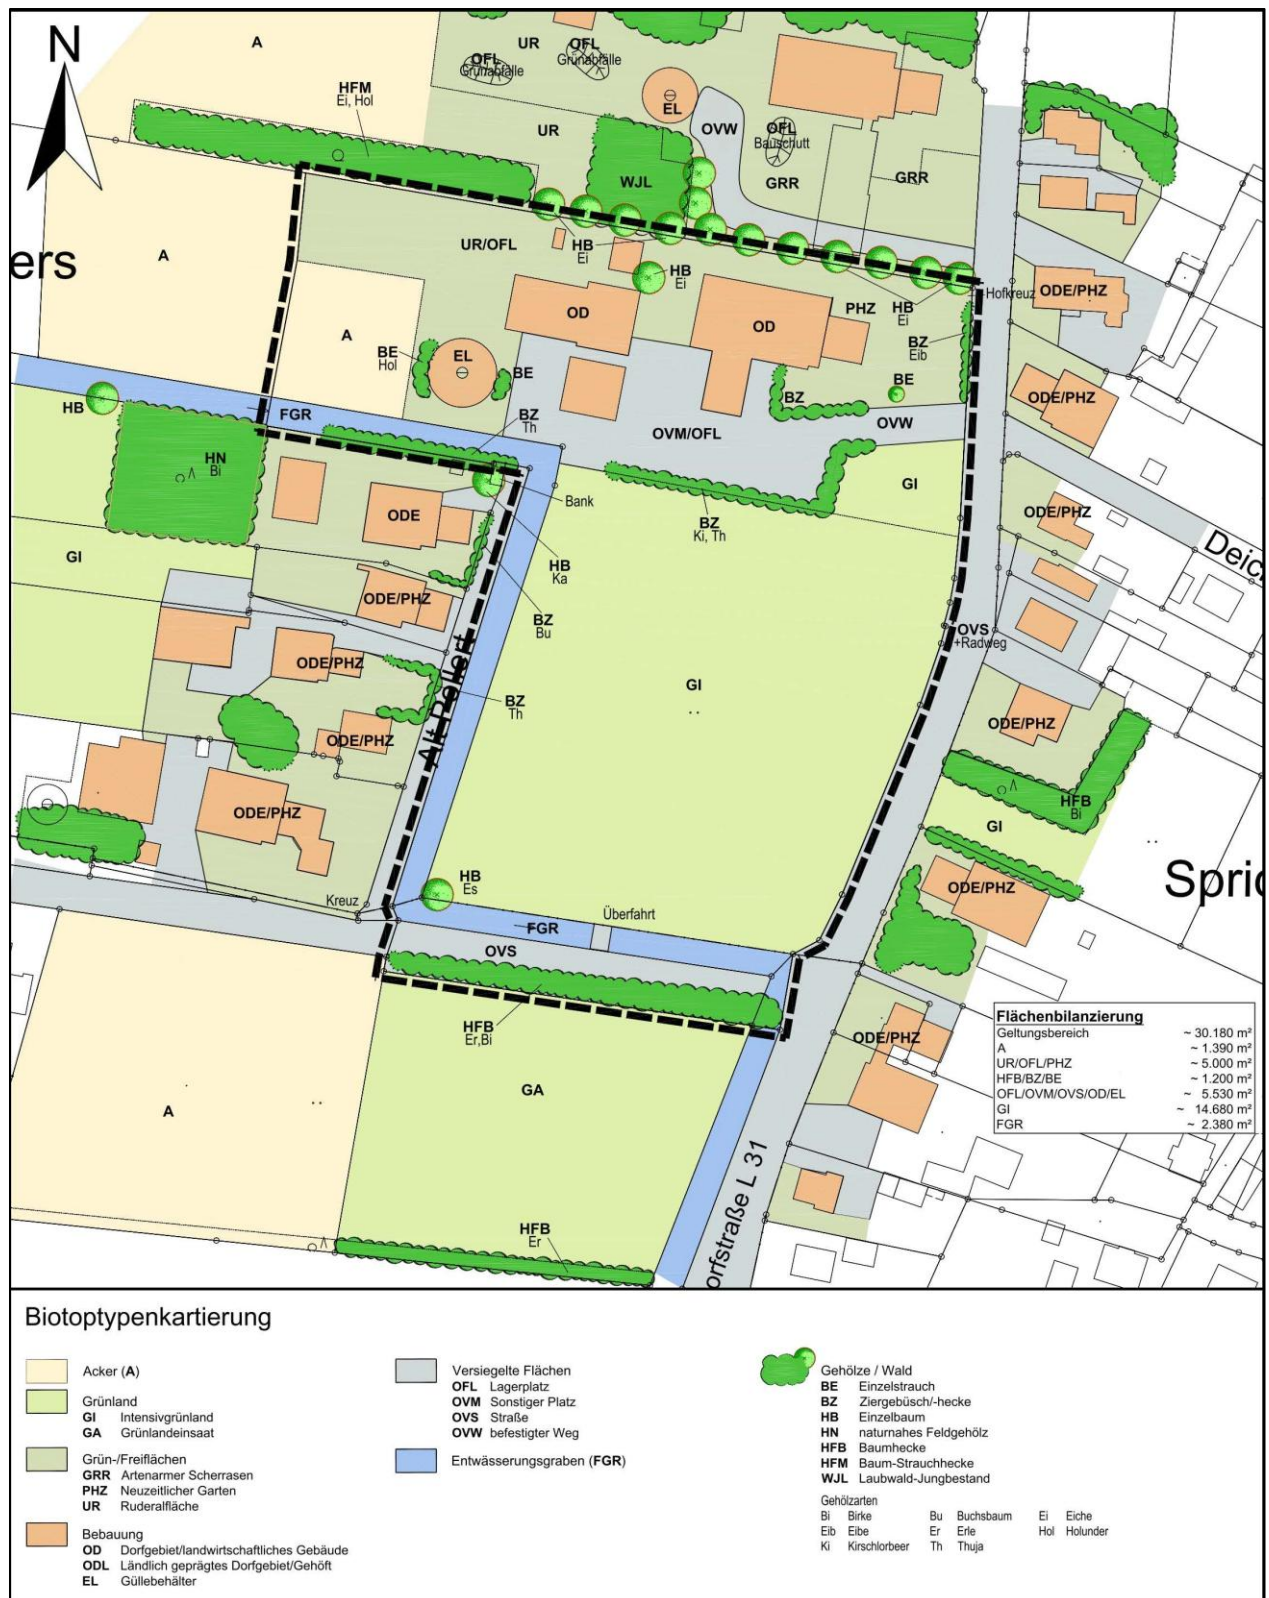 N
A
UR
OFL
Grünabfälle
OFL
Grünabfälle
HFM
Ei, Hol
EL
UR
OVW
OFL
Bauschutt
WJL
GRR
GRR
ers
A
UR/OFL
HB
Ei
HB
Ei
Hofkreuz
ODE/PHZ
OD
OD
PHZ
HB
Ei
A
BE
Hol
EL
BE
BZ
Eib
BE
HB
FGR
BZ
Th
BZ
OVM/OFL
OVW
ODE/PHZ
HN
Bi
Bank
GI
ODE
BZ
Ki, Th
ODE/PHZ
Deich
GI
HB
Ka
ODE/PHZ
BZ
Bu
OVS
+Radweg
ODE/PHZ
Alt Pellert
GI
BZ
Th
ODE/PHZ
ODE/PHZ
ODE/PHZ
HFB
Bi
GI
HB
Es
ODE/PHZ
Spric
Kreuz
Überfahrt
FGR
OVS
HFB
Er,Bi
ODE/PHZ
GA
A
HFB
Er
orfstraße L 31
Flächenbilanzierung
Geltungsbereich ~ 30.180 m²
A ~ 1.390 m²
UR/OFL/PHZ ~ 5.000 m²
HFB/BZ/BE ~ 1.200 m²
OFL/OVM/OVS/OD/EL ~ 5.530 m²
GI ~ 14.680 m²
FGR ~ 2.380 m²
Biotoptypenkartierung
Acker (A)
Grünland
GI Intensivgrünland
GA Grünlandeinsaat
Grün-/Freiflächen
GRR Artenarmer Scherrasen
PHZ Neuzeitlicher Garten
UR Ruderalfläche
Bebauung
OD Dorfgebiet/landwirtschaftliches Gebäude
ODL Ländlich geprägtes Dorfgebiet/Gehöft
EL Güllebehälter
Versiegelte Flächen
OFL Lagerplatz
OVM Sonstiger Platz
OVS Straße
OVW befestigter Weg
Entwässerungsgraben (FGR)
Gehölze / Wald
BE Einzelstrauch
BZ Ziergebüsch/-hecke
HB Einzelbaum
HN naturnahes Feldgehölz
HFB Baumhecke
HFM Baum-Strauchhecke
WJL Laubwald-Jungbestand
Gehölzarten
Bi Birke Bu Buchsbaum Ei Eiche
Eib Eibe Er Erle Hol Holunder
Ki Kirschlorbeer Th Thuja